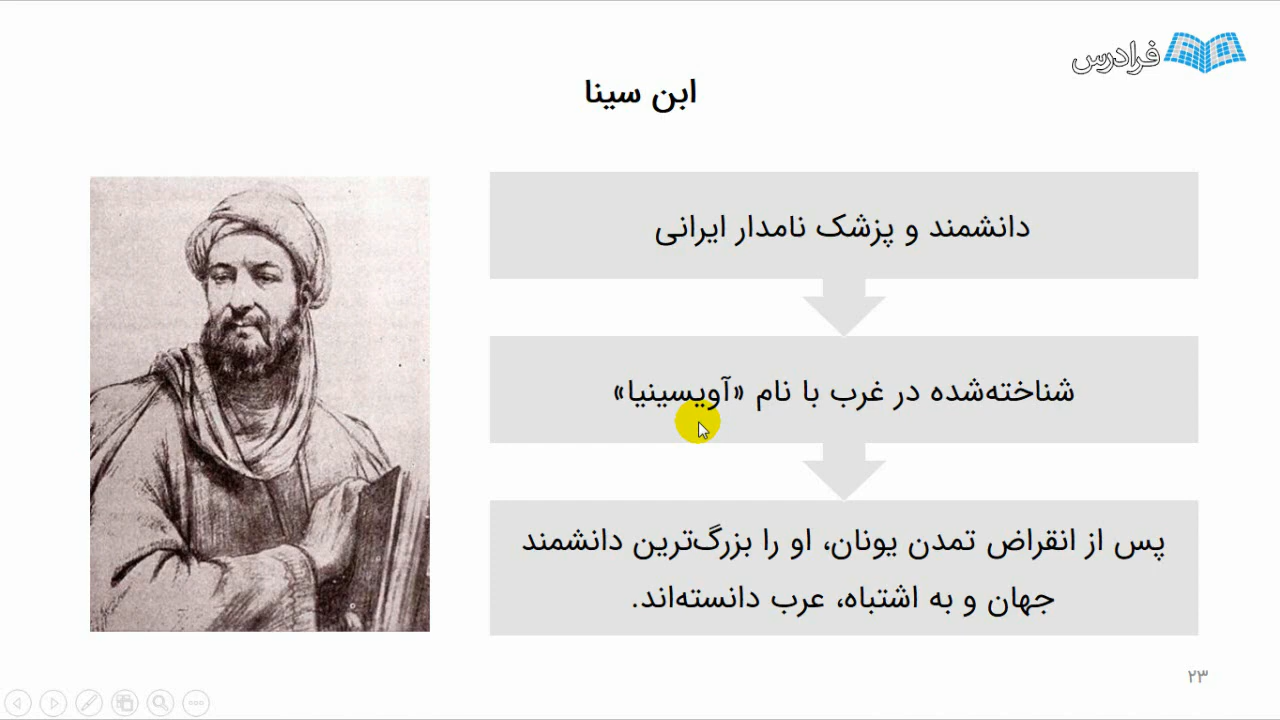 فرادرس
ابن سینا
دانشمند و پزشک نامدار ایرانی
شناخته‌شده در غرب با نام «آویسینیا»
پس از انقراض تمدن یونان، او را بزرگ‌ترین دانشمند
جهان و به اشتباه، عرب دانسته‌اند.
۲۳